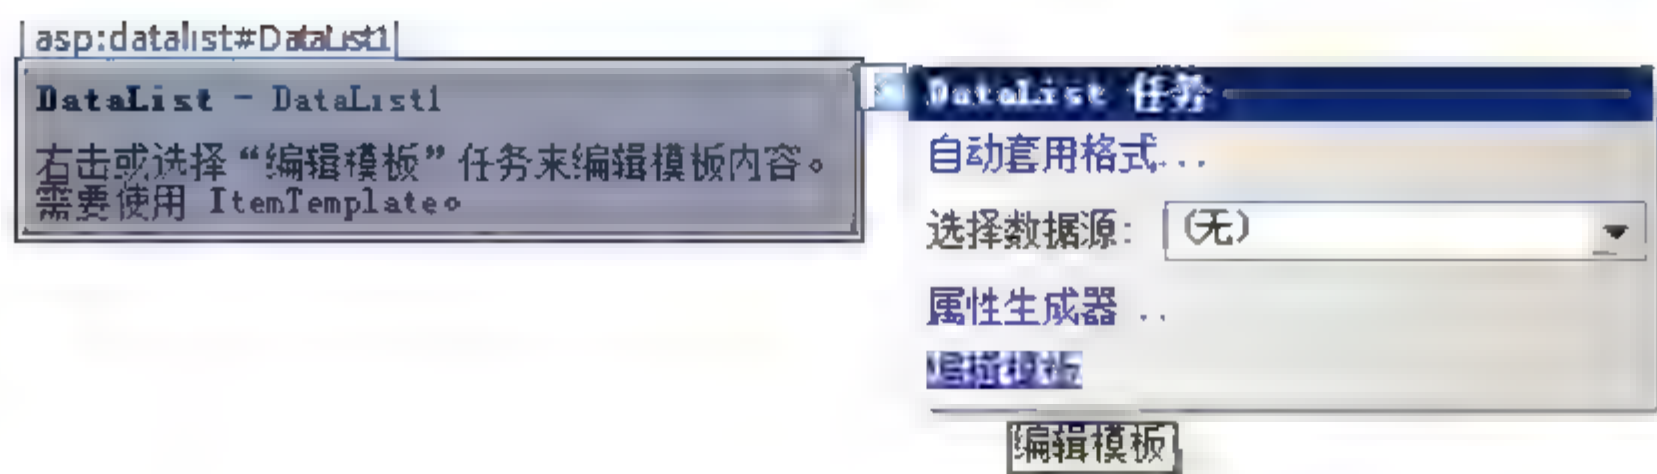 asp:datalist#DataList1
DataList - DataList1
右击或选择“编辑模板”任务来编辑模板内容。
需要使用 ItemTemplate。
DataList 任务
自动套用格式...
选择数据源: (无)
属性生成器 ..
编辑模板
编辑模板